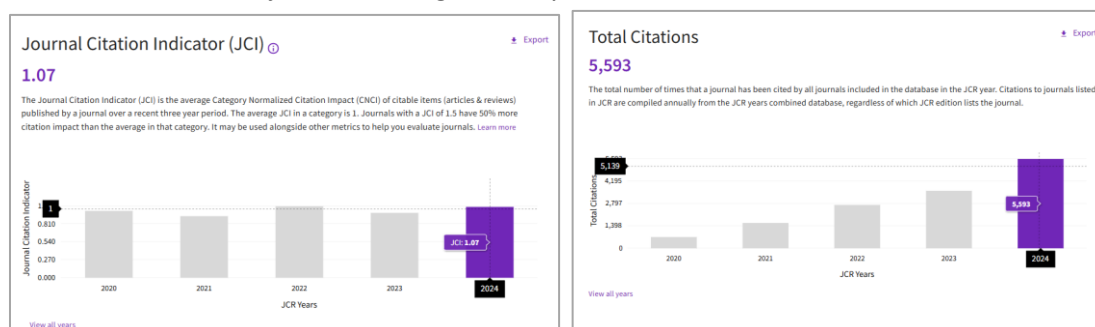 Journal Citation Indicator (JCI)
Export
1.07
The Journal Citation Indicator (JCI) is the average Category Normalized Citation Impact (CNCI) of citable items (articles & reviews)
published by a journal over a recent three year period. The average JCI in a category is 1. Journals with a JCI of 1.5 have 50% more
citation impact than the average in that category. It may be used alongside other metrics to help you evaluate journals. Learn more
Journal Citation Indicator
1
0.810
0.540
0.270
0.000
JCI: 1.07
2020
2021
2022
2023
2024
JCR Years
View all years
Total Citations
Export
5,593
The total number of times that a journal has been cited by all journals included in the database in the JCR year. Citations to journals listed
in JCR are compiled annually from the JCR years combined database, regardless of which JCR edition lists the journal.
Total Citations
5,139
4,195
2,797
1,398
0
5,593
2020
2021
2022
2023
2024
JCR Years
View all years